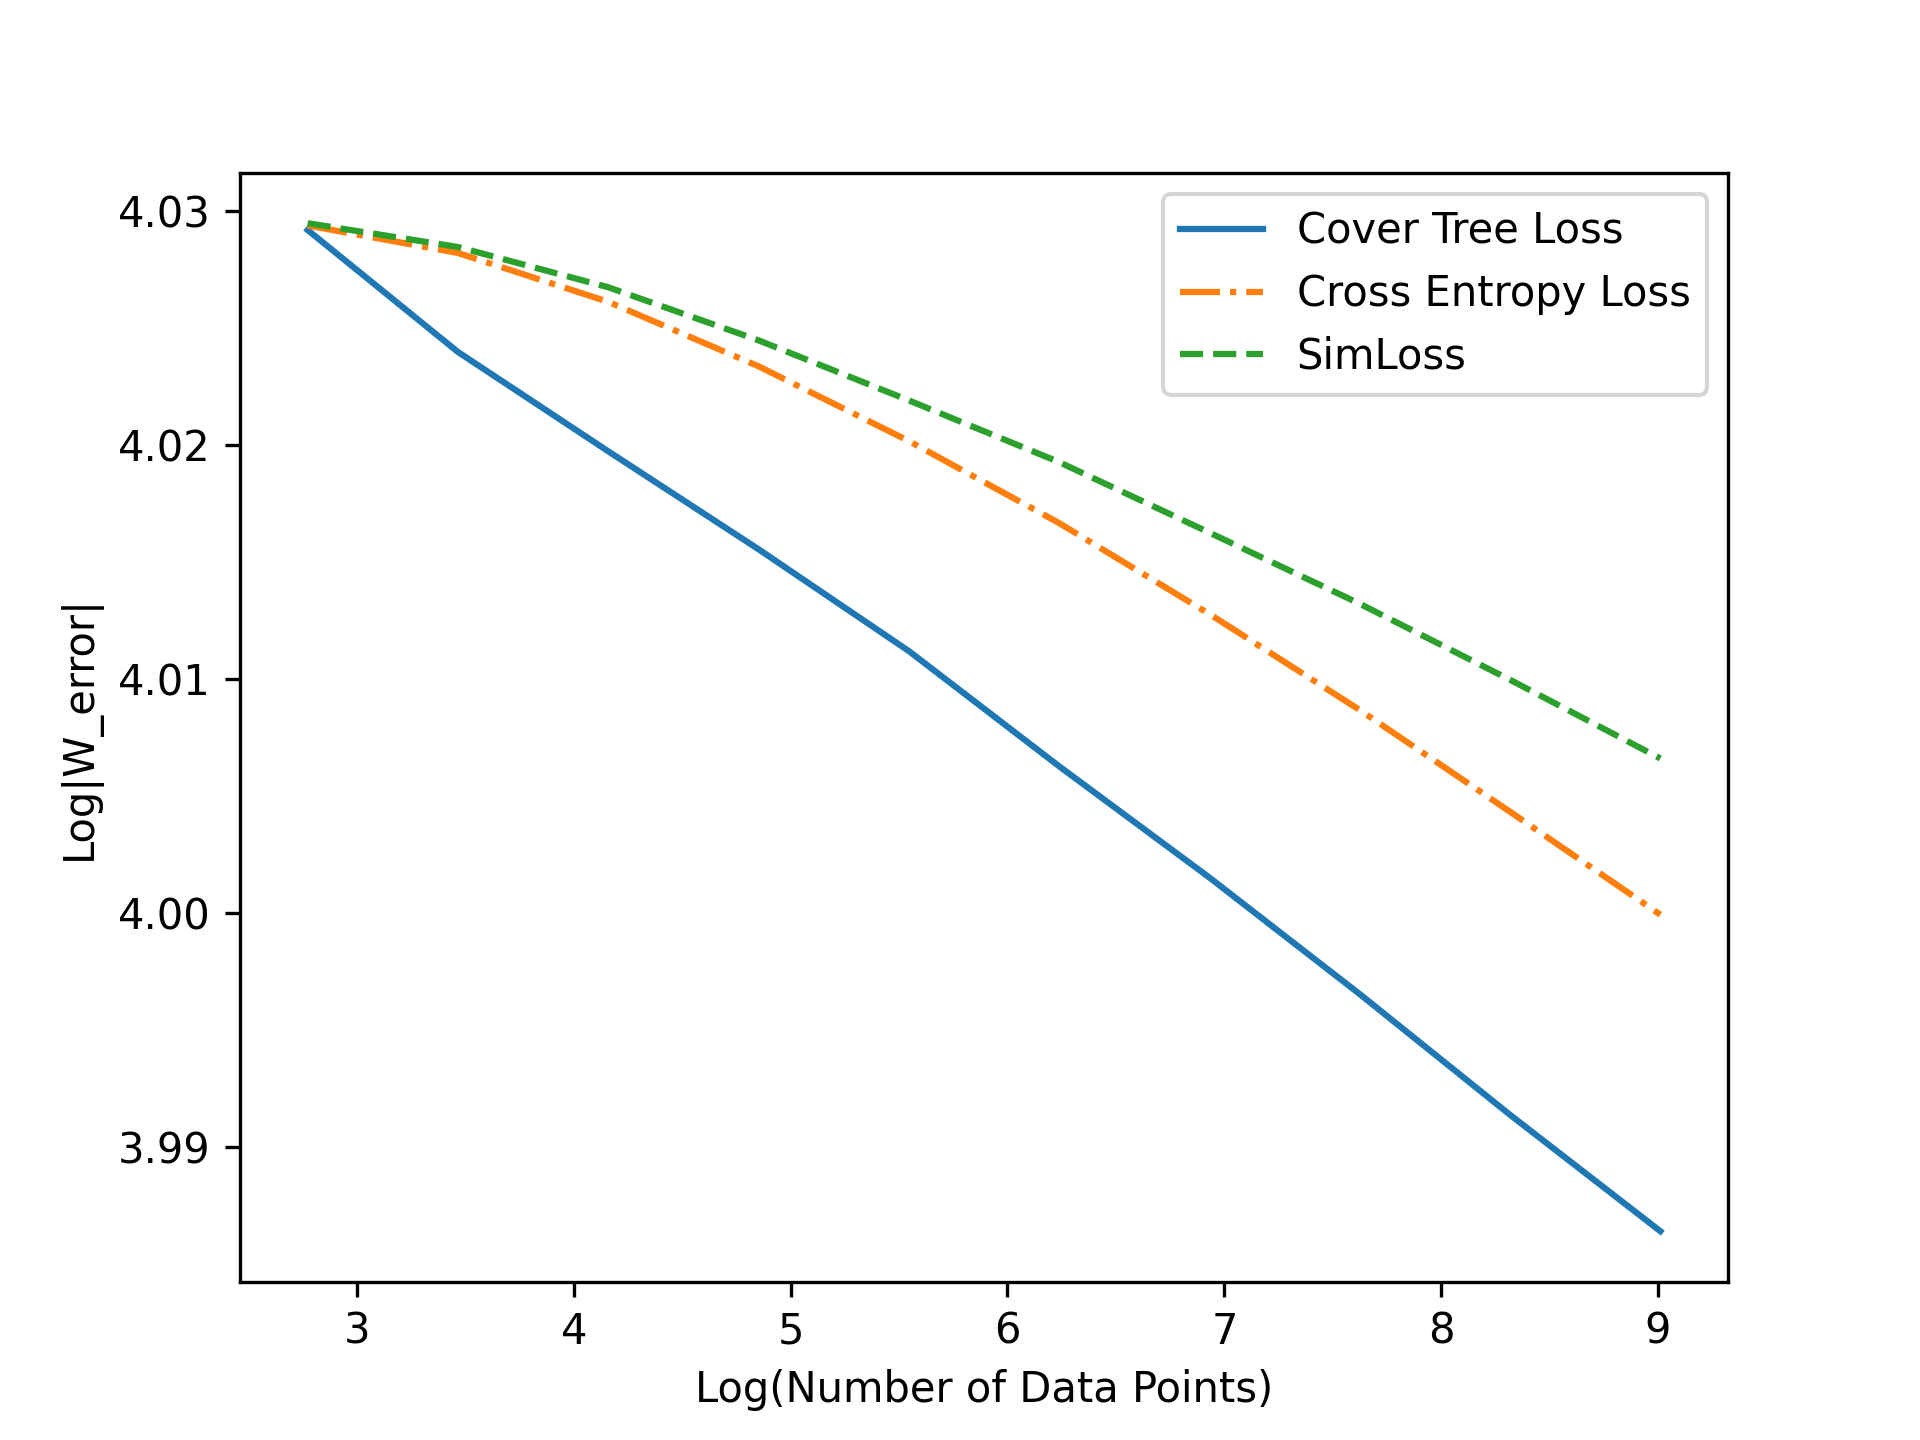 Cover Tree Loss
Cross Entropy Loss
SimLoss
4.03
4.02
4.01
4.00
3.99
Log|W_error|
3 4 5 6 7 8 9
Log(Number of Data Points)